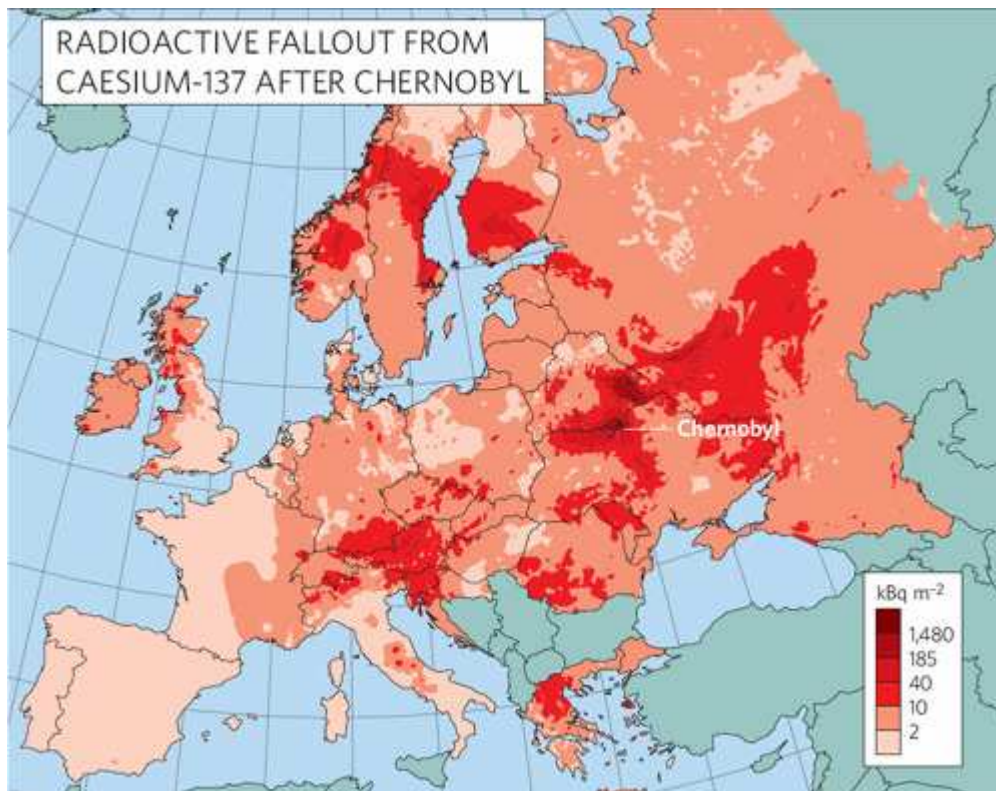 RADIOACTIVE FALLOUT FROM
CAESIUM-137 AFTER CHERNOBYL
Chernobyl
kBq m⁻²
1,480
185
40
10
2